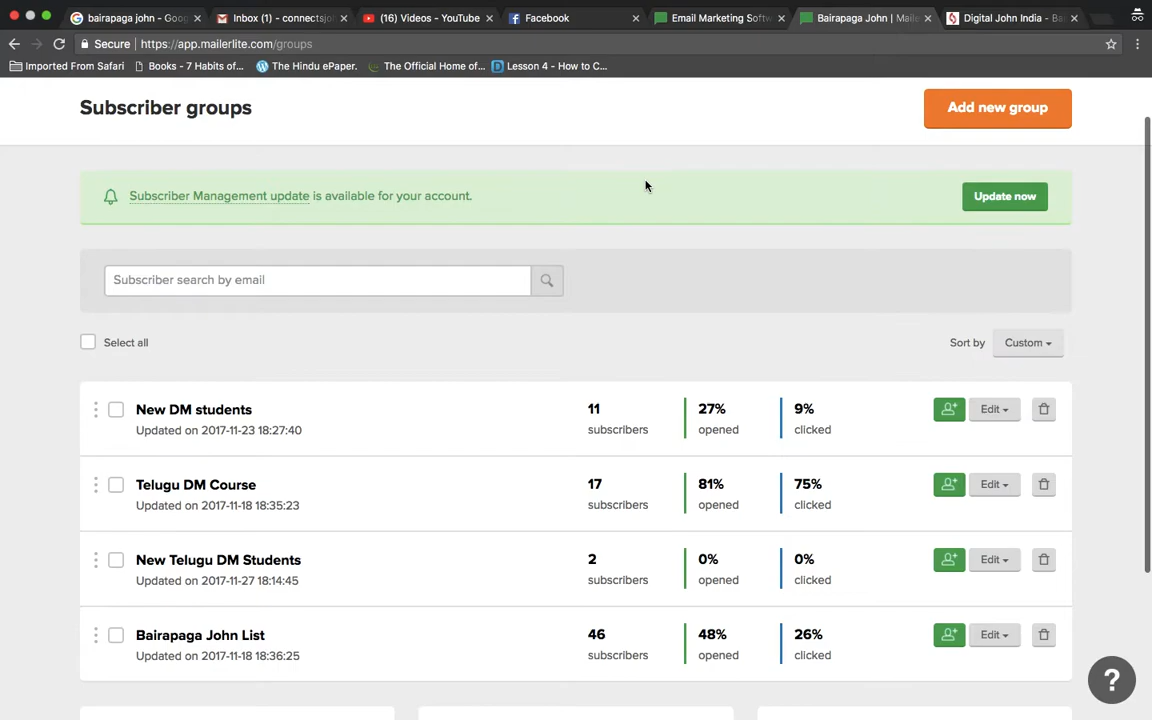 bairapaga john - Goog
Inbox (1) - connectsjo
(16) Videos - YouTube
Facebook
Email Marketing Softw
Bairapaga John | Maile
Digital John India - Ba
Secure
https://app.mailerlite.com/groups
Imported From Safari
Books - 7 Habits of...
The Hindu ePaper.
The Official Home of...
Lesson 4 - How to C...
Subscriber groups
Add new group
Subscriber Management update is available for your account.
Update now
Subscriber search by email
Select all
Sort by
Custom
New DM students
11
27%
9%
Edit
Updated on 2017-11-23 18:27:40
subscribers
opened
clicked
Telugu DM Course
17
81%
75%
Edit
Updated on 2017-11-18 18:35:23
subscribers
opened
clicked
New Telugu DM Students
2
0%
0%
Edit
Updated on 2017-11-27 18:14:45
subscribers
opened
clicked
Bairapaga John List
46
48%
26%
Edit
Updated on 2017-11-18 18:36:25
subscribers
opened
clicked
?